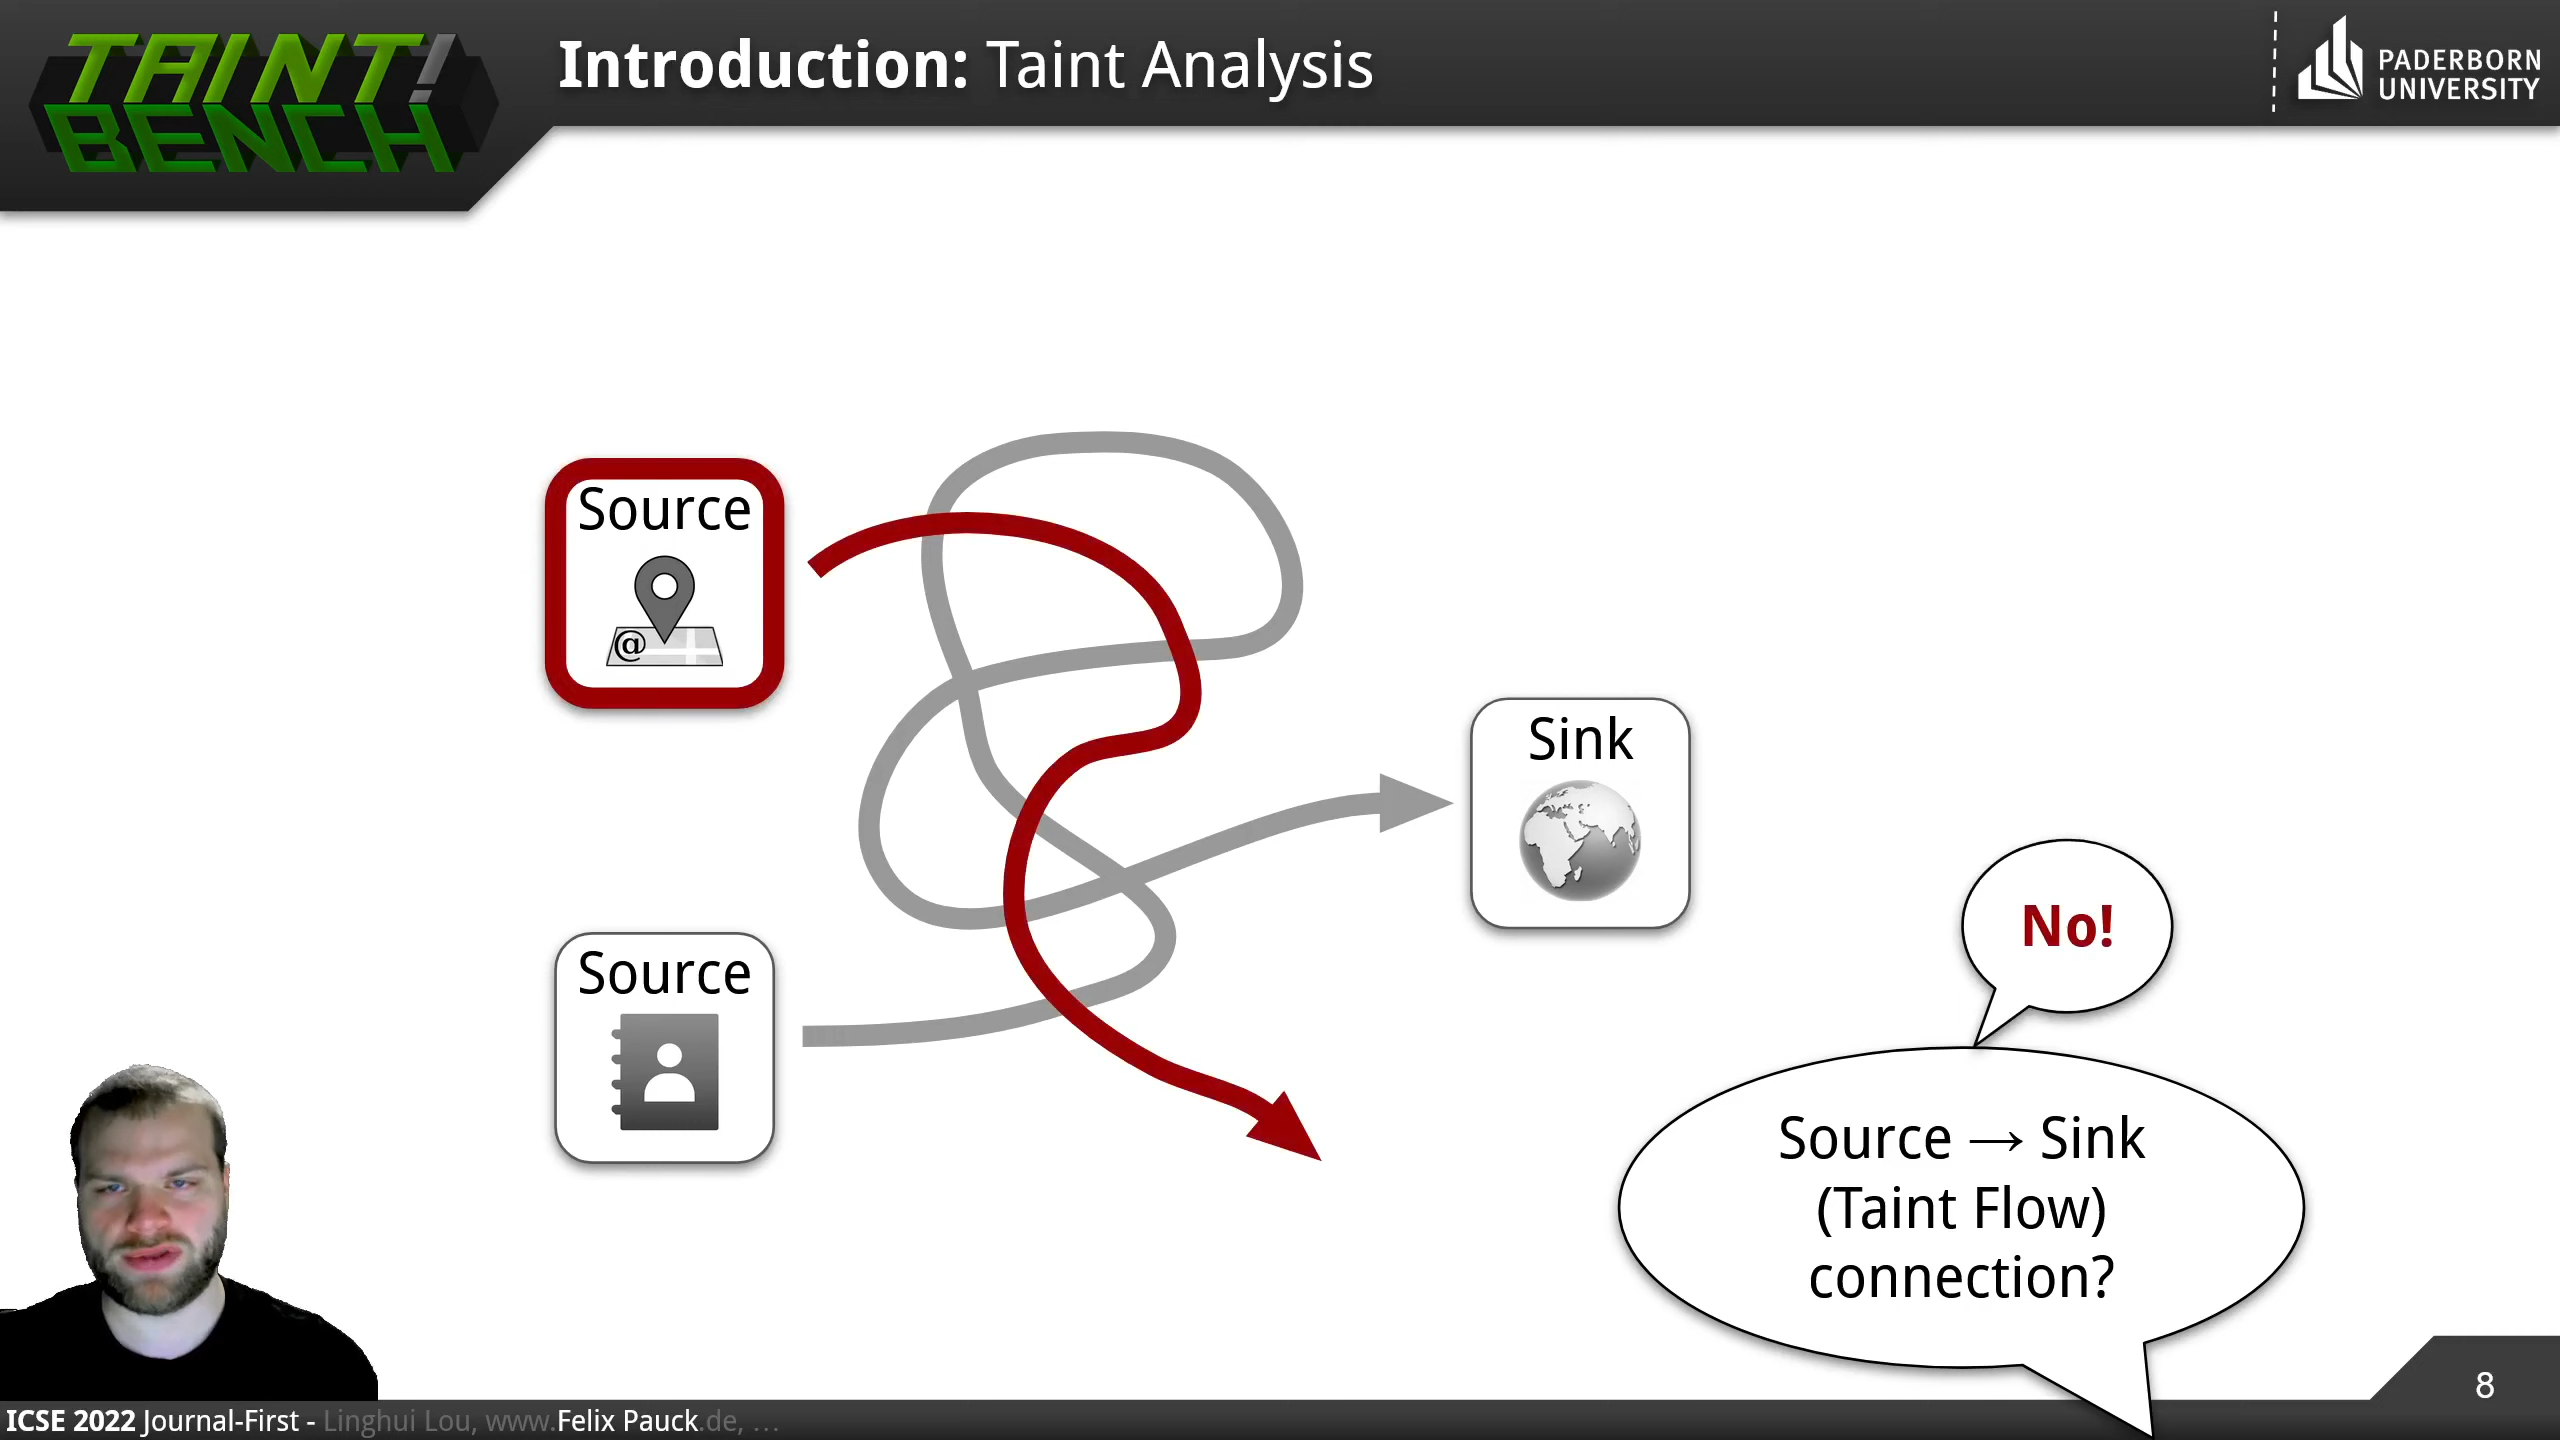 TAINT!
BENCH
Introduction: Taint Analysis
PADERBORN
UNIVERSITY
Source
@
Sink
Source
No!
Source → Sink
(Taint Flow)
connection?
8
ICSE 2022 Journal-First - Linghui Lou, www.Felix Pauck.de, ...